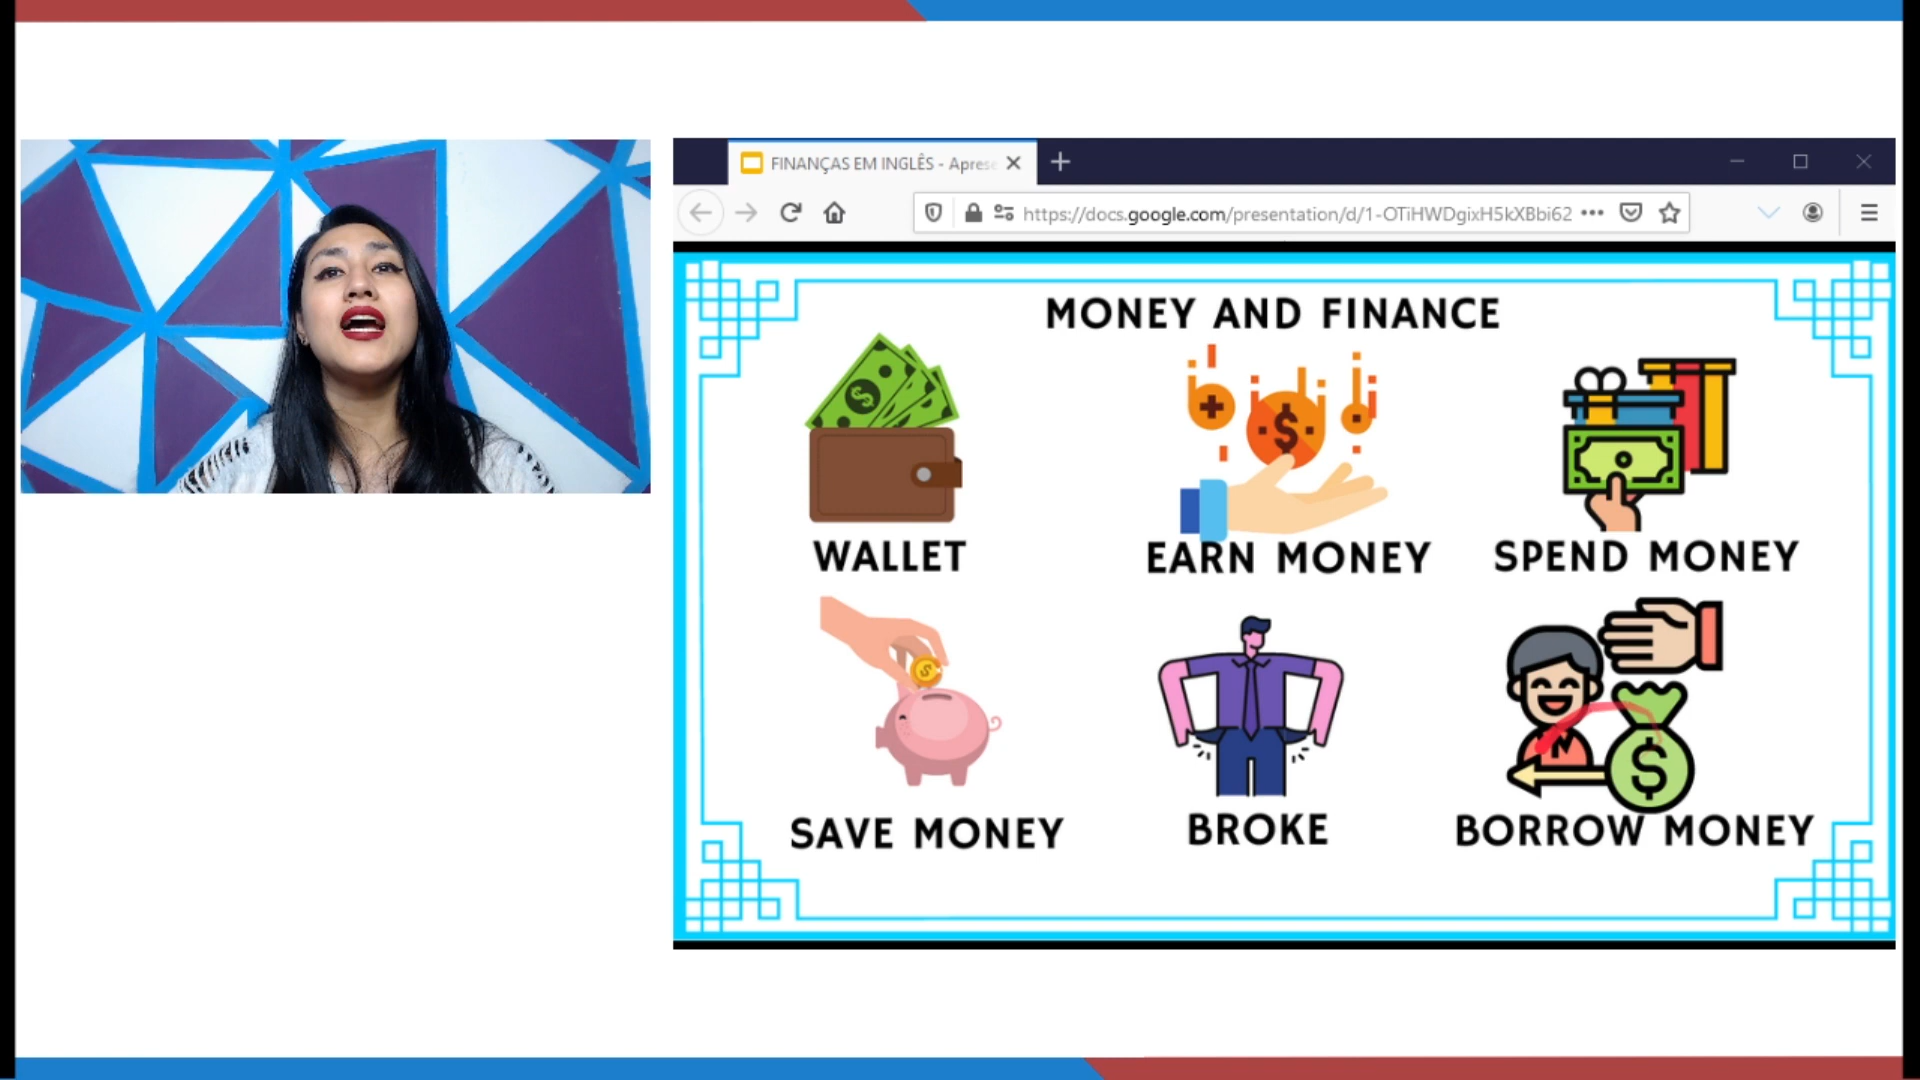 FINANÇAS EM INGLÊS - Aprese
https://docs.google.com/presentation/d/1-OTiHWDgixH5kXBbi62
MONEY AND FINANCE
WALLET
EARN MONEY
SPEND MONEY
SAVE MONEY
BROKE
BORROW MONEY